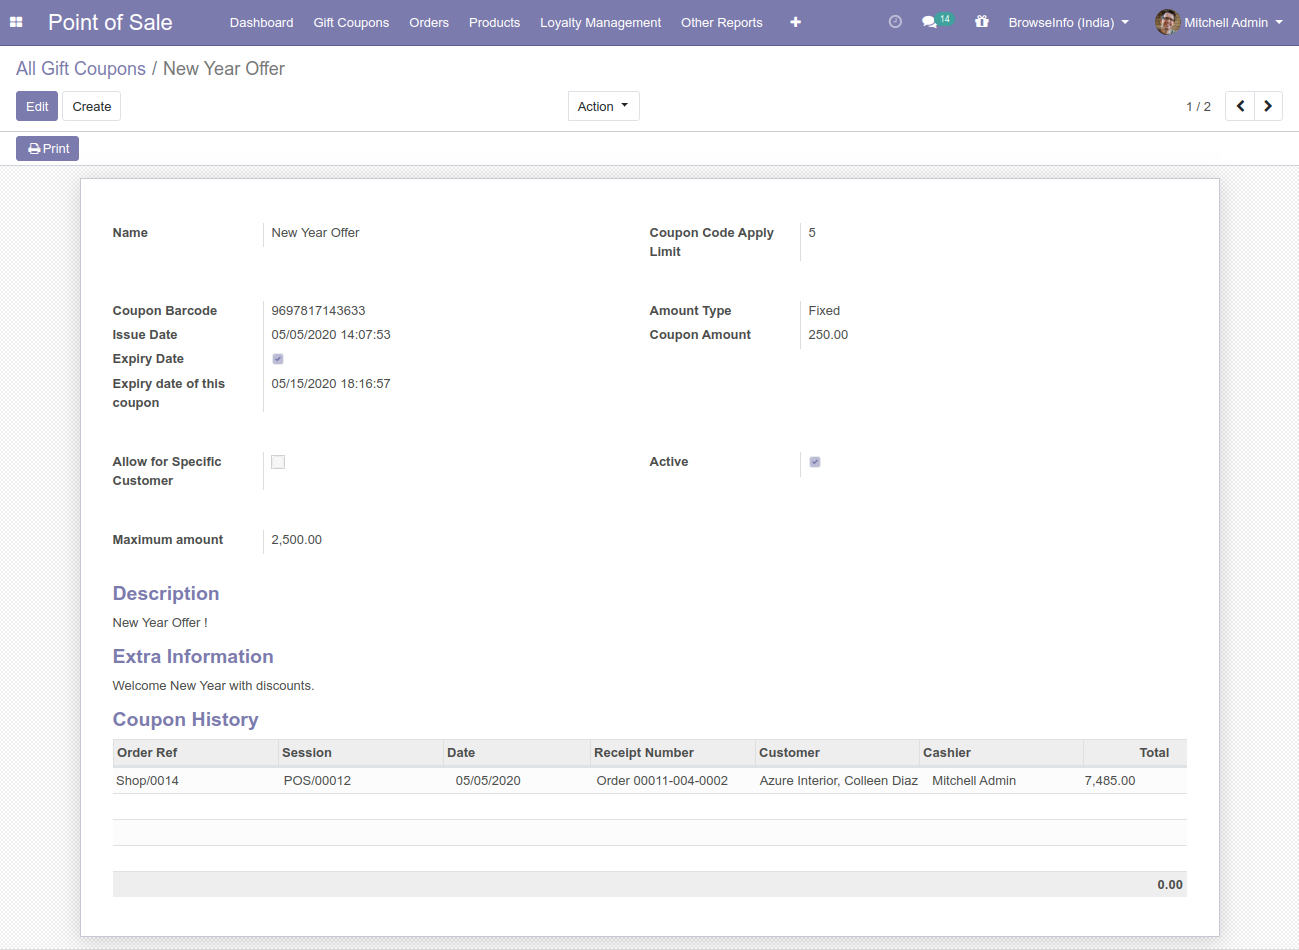 Point of Sale Dashboard Gift Coupons Orders Products Loyalty Management Other Reports 14 BrowseInfo (India) Mitchell Admin
All Gift Coupons / New Year Offer
Edit Create Action 1 / 2
Print
Name New Year Offer Coupon Code Apply Limit 5
Coupon Barcode 9697817143633 Amount Type Fixed
Issue Date 05/05/2020 14:07:53 Coupon Amount 250.00
Expiry Date
Expiry date of this coupon 05/15/2020 18:16:57
Allow for Specific Customer Active
Maximum amount 2,500.00
Description
New Year Offer !
Extra Information
Welcome New Year with discounts.
Coupon History
Order Ref Session Date Receipt Number Customer Cashier Total
Shop/0014 POS/00012 05/05/2020 Order 00011-004-0002 Azure Interior, Colleen Diaz Mitchell Admin 7,485.00
0.00